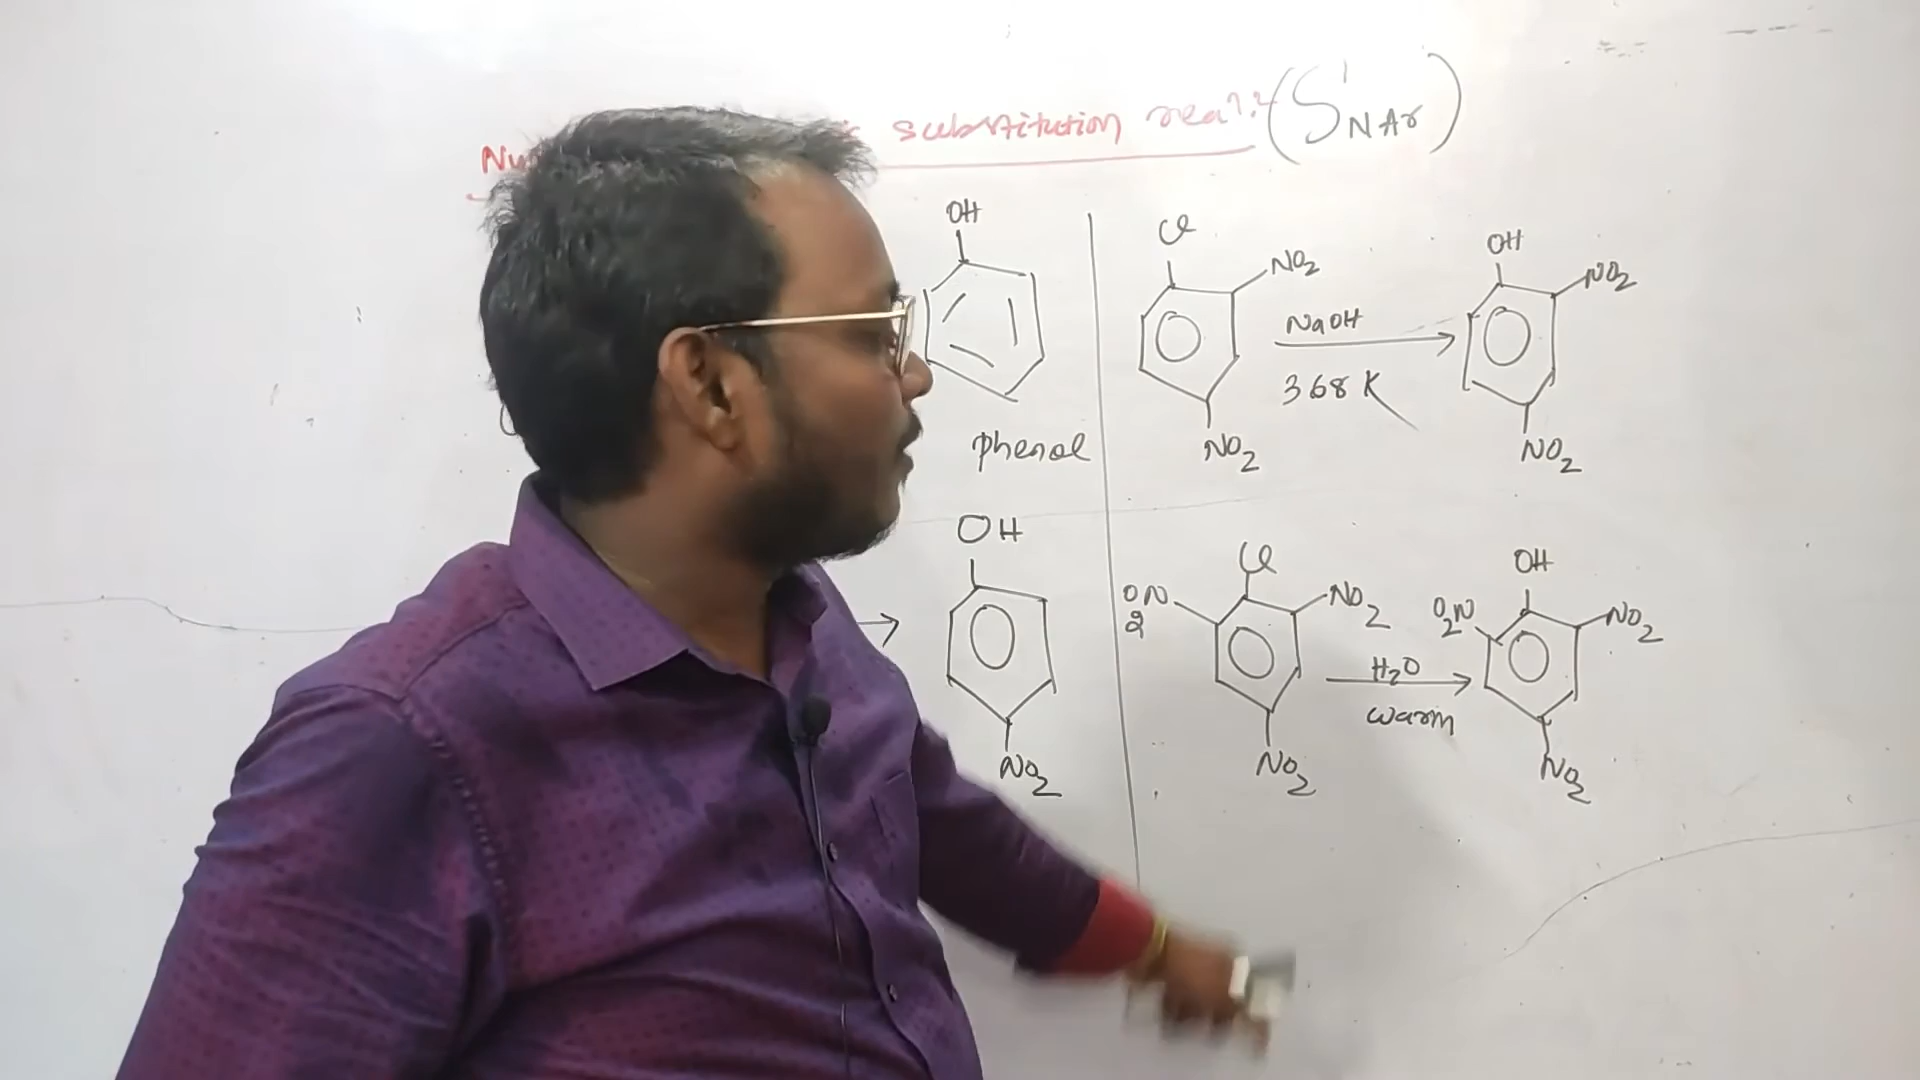 substitution reaⁿ: (SNAr)
OH
phenol
Cl
NO2
NO2
NaOH
368 K
OH
NO2
NO2
OH
NO2
Cl
O2N
NO2
NO2
H2O
warm
OH
O2N
NO2
NO2